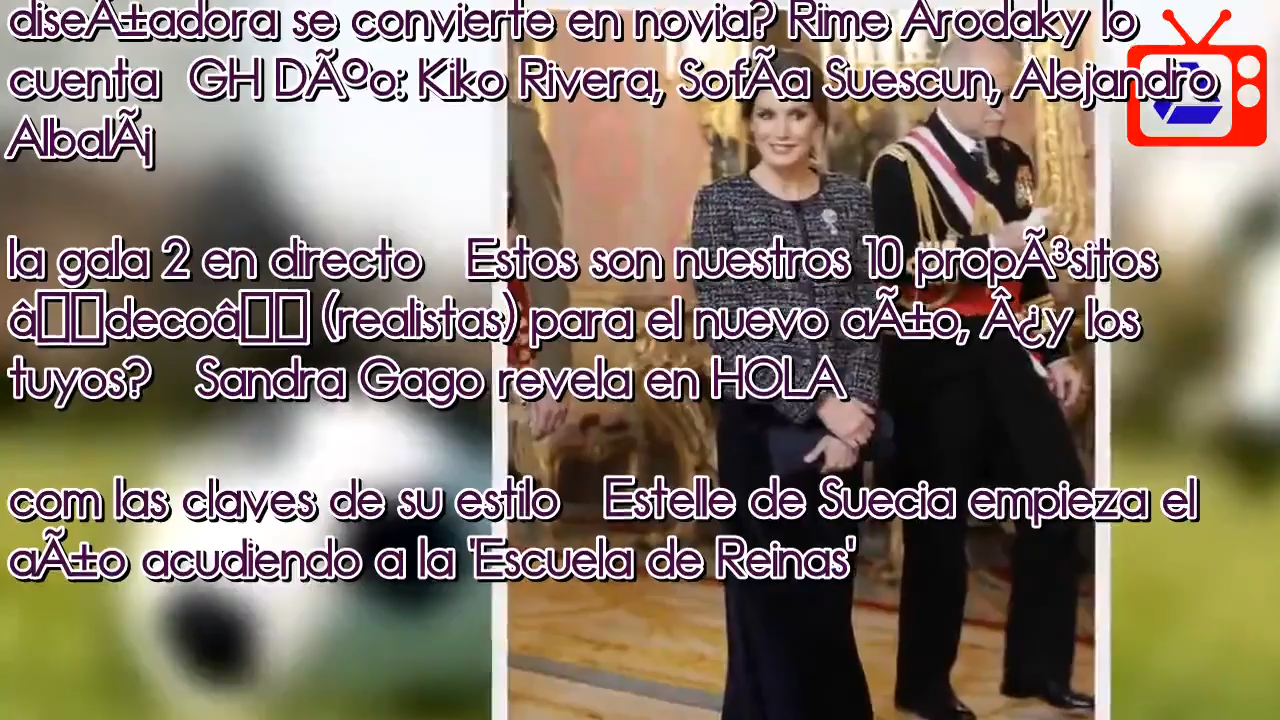 diseÃ±adora se convierte en novia? Rime Arodaky lo
cuenta GH DÃºo: Kiko Rivera, SofÃ­a Suescun, Alejandro
AlbalÃ¡
la gala 2 en directo Estos son nuestros 10 propÃ³sitos
â□□decoâ□□ (realistas) para el nuevo aÃ±o, Â¿y los
tuyos? Sandra Gago revela en HOLA
com las claves de su estilo Estelle de Suecia empieza el
aÃ±o acudiendo a la 'Escuela de Reinas'